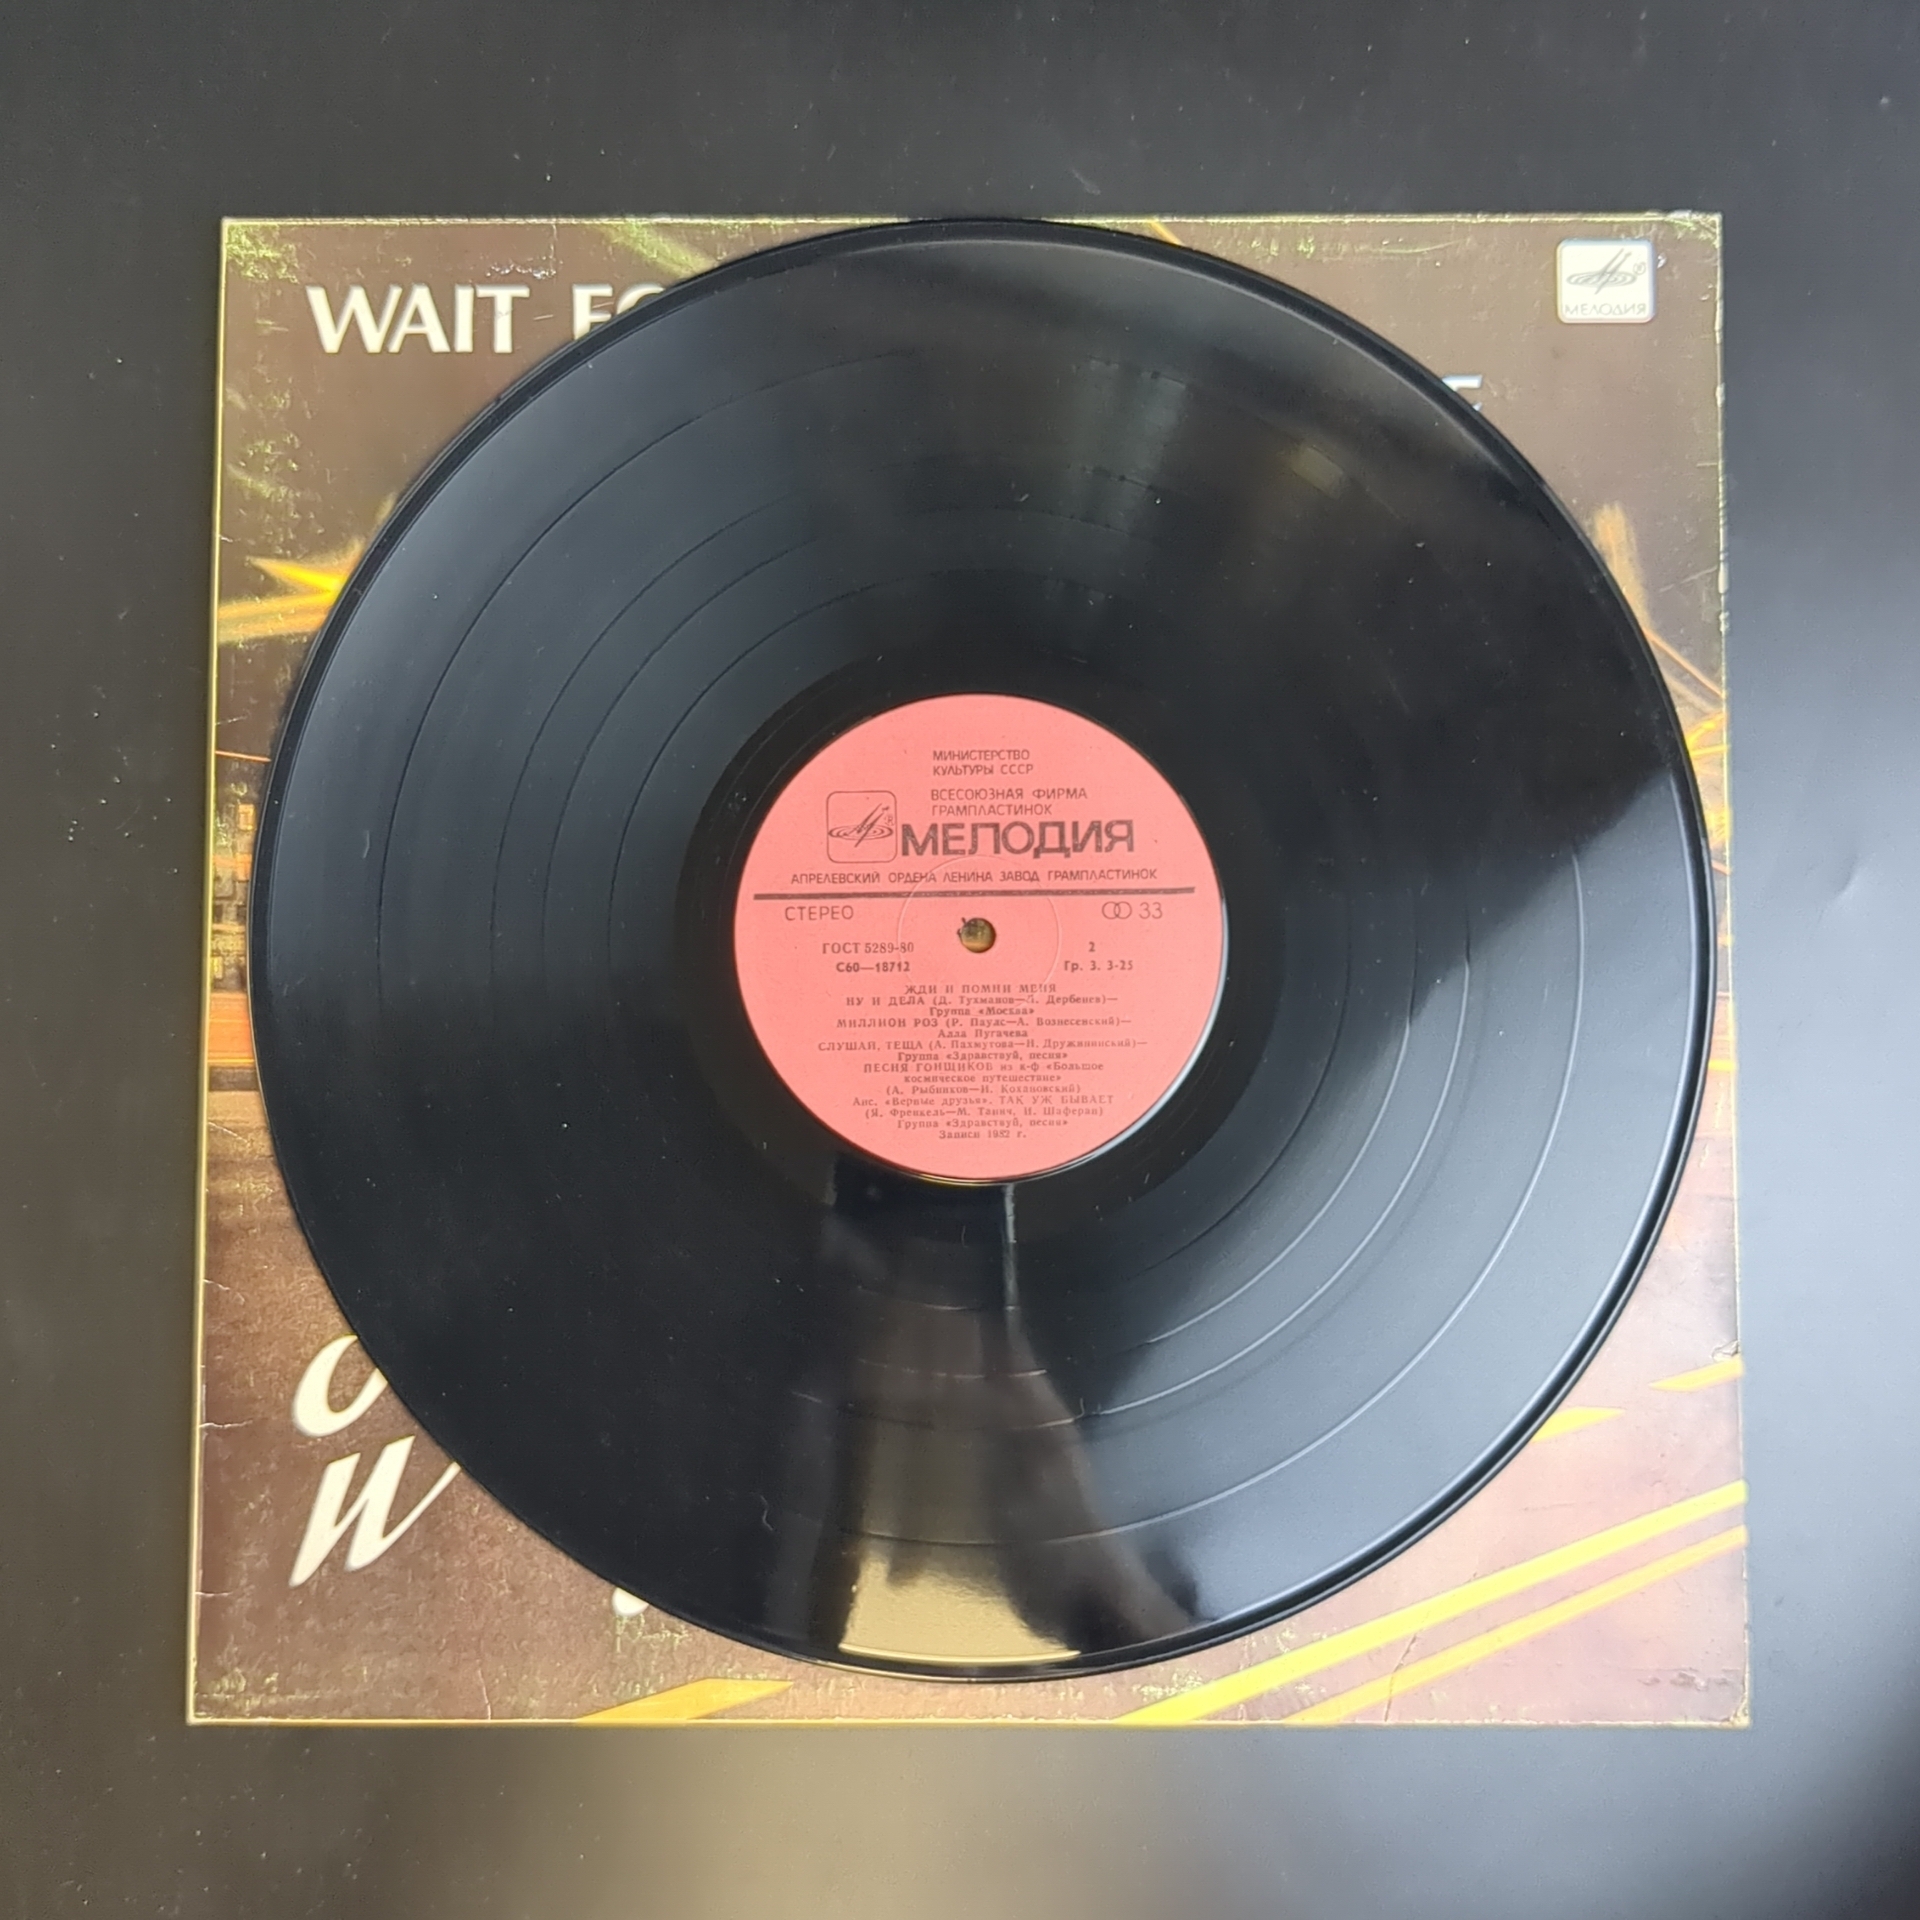 WAIT FO
МЕЛОДИЯ
E
МИНИСТЕРСТВО
КУЛЬТУРЫ СССР
ВСЕСОЮЗНАЯ ФИРМА
ГРАМПЛАСТИНОК
МЕЛОДИЯ
АПРЕЛЕВСКИЙ ОРДЕНА ЛЕНИНА ЗАВОД ГРАМПЛАСТИНОК
СТЕРЕО 33
ГОСТ 5289-80 2
С60—18712 Гр. 3. 3-25
ЖДИ И ПОМНИ МЕНЯ
НУ И ДЕЛА (Д. Тухманов—Л. Дербенев)—
Группа «Москва»
МИЛЛИОН РОЗ (Р. Паулс—А. Вознесенский)—
Алла Пугачева
СЛУШАЙ, ТЕЩА (А. Пахмутова—Н. Дружининский)—
Группа «Здравствуй, песня»
ПЕСНЯ ГОНЩИКОВ из к-ф «Большое
космическое путешествие»
(А. Рыбников—И. Кохановский)
Анс. «Верные друзья». ТАК УЖ БЫВАЕТ
(Я. Френкель—М. Танич, И. Шаферан)
Группа «Здравствуй, песня»
Записи 1982 г.